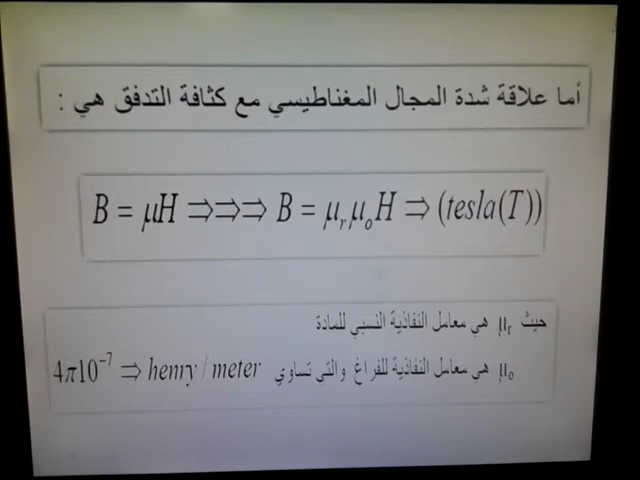 أما علاقة شدة المجال المغناطيسي مع كثافة التدفق هي :
B = μH ⇒⇒⇒ B = μᵣμₒH ⇒ (tesla(T))
حيث μᵣ هي معامل النفاذية النسبي للمادة
μₒ هي معامل النفاذية للفراغ والتي تساوي 4π10⁻⁷ ⇒ henry / meter